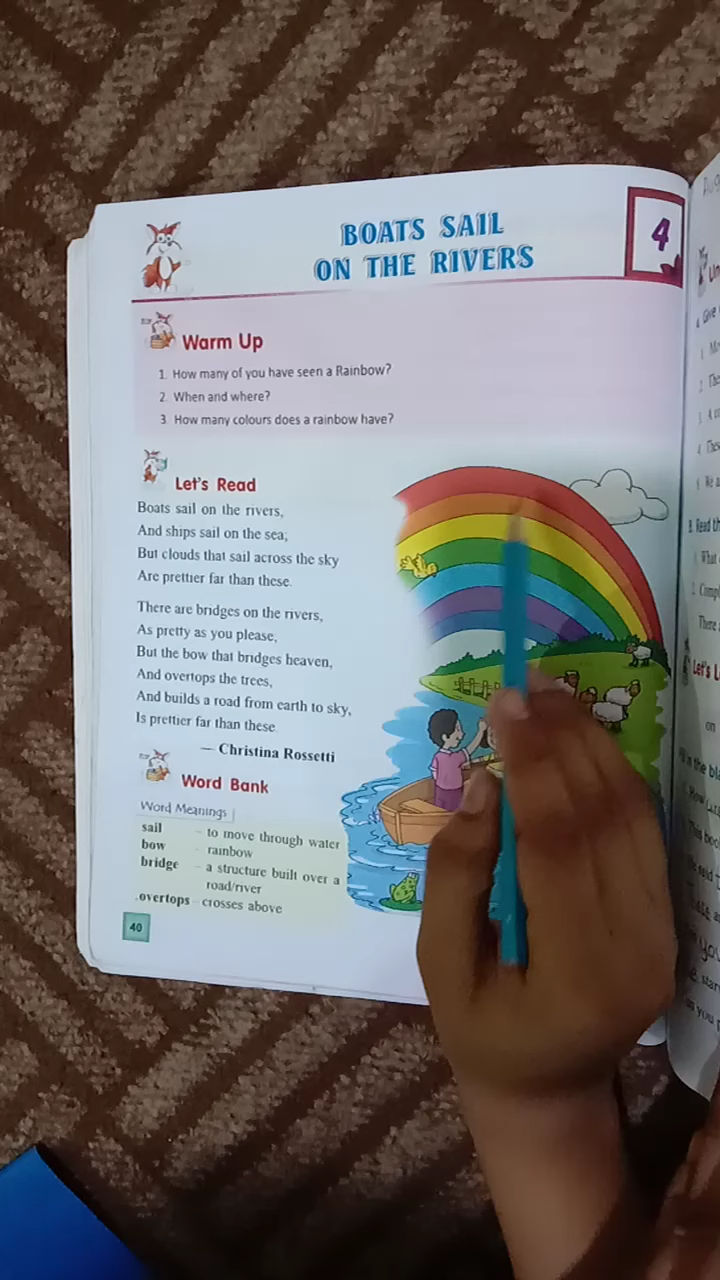 BOATS SAIL
ON THE RIVERS
4
Warm Up
1. How many of you have seen a Rainbow?
2. When and where?
3 How many colours does a rainbow have?
Let's Read
Boats sail on the rivers,
And ships sail on the sea;
But clouds that sail across the sky
Are prettier far than these.
There are bridges on the rivers,
As pretty as you please,
But the bow that bridges heaven,
And overtops the trees,
And builds a road from earth to sky,
Is prettier far than these
— Christina Rossetti
Word Bank
Word Meanings
sail - to move through water
bow - rainbow
bridge - a structure built over a
road/river
.overtops - crosses above
40